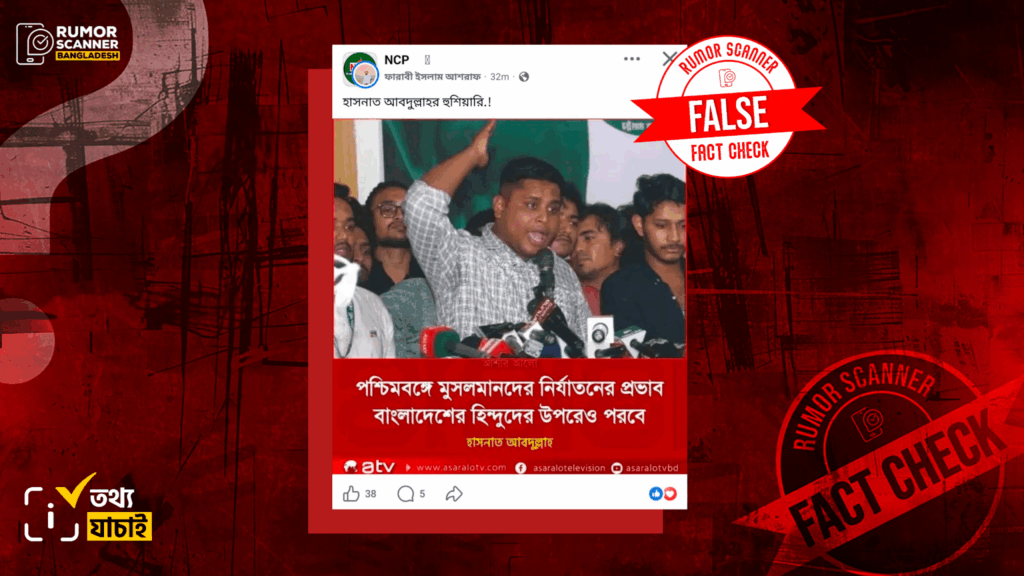 RUMOR
SCANNER
BANGLADESH
NCP
ফারাবী ইসলাম আশরাফ · 32m ·
হাসনাত আবদুল্লাহর হুশিয়ারি.!
RUMOR SCANNER
FALSE
FACT CHECK
পশ্চিমবঙ্গে মুসলমানদের নির্যাতনের প্রভাব
বাংলাদেশের হিন্দুদের উপরেও পরবে
হাসনাত আবদুল্লাহ
atv
www.asaralotv.com
asaralotelevision
asaralotvbd
38
5
তথ্য
যাচাই
RUMOR SCANNER
FACT CHECK